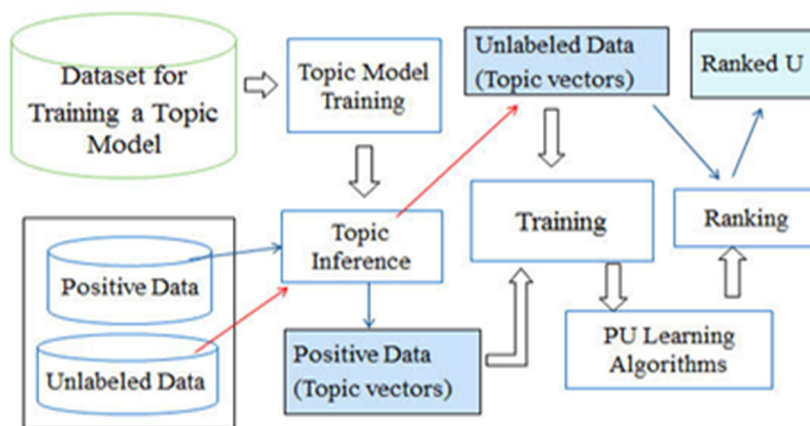 Dataset for
Training a Topic
Model
Topic Model
Training
Unlabeled Data
(Topic vectors)
Ranked U
Positive Data
Unlabeled Data
Topic
Inference
Training
Ranking
Positive Data
(Topic vectors)
PU Learning
Algorithms